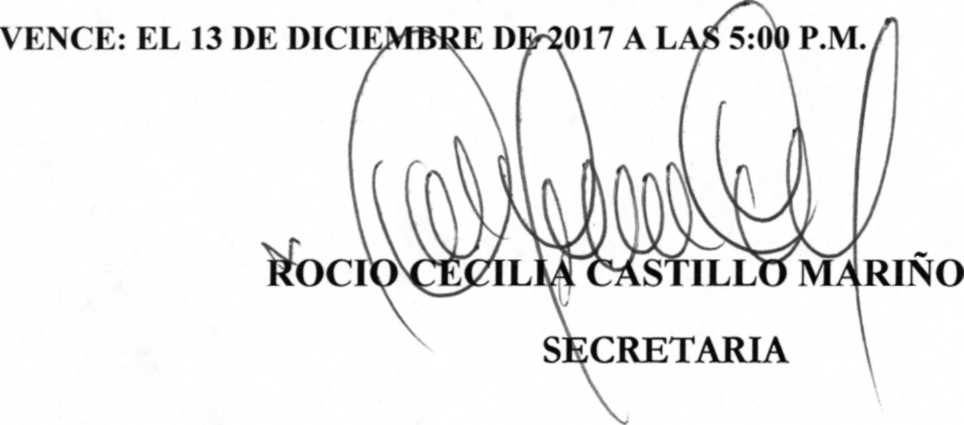 VENCE: EL 13 DE DICIEMBRE DE 2017 A LAS 5:00 P.M.
ROCIO CECILIA CASTILLO MARIÑO
SECRETARIA